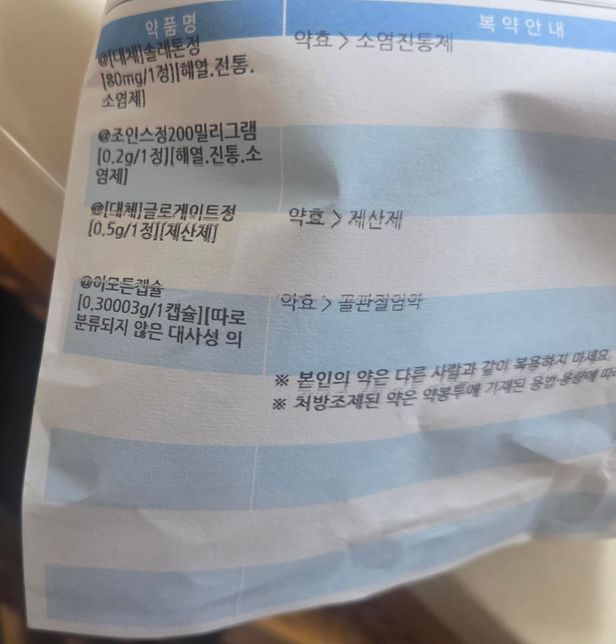 약품명 복약안내
@[대체]솔레톤정 약효 > 소염진통제
[80mg/1정][해열.진통.
소염제]
@조인스정200밀리그램
[0.2g/1정][해열.진통.소
염제]
@[대체]글로게이트정 약효 > 제산제
[0.5g/1정][제산제]
@이모튼캡슐 약효 > 골관절염약
[0.30003g/1캡슐][따로
분류되지 않은 대사성 의
※ 본인의 약은 다른 사람과 같이 복용하지 마세요.
※ 처방조제된 약은 약봉투에 기재된 용법·용량에 따